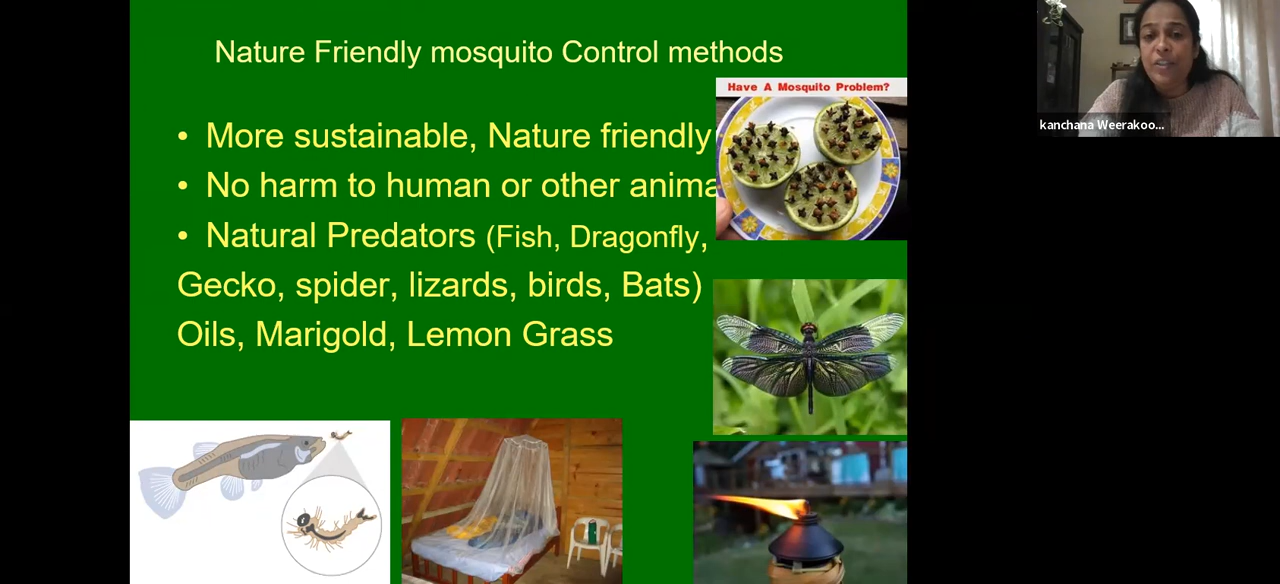 Nature Friendly mosquito Control methods
Have A Mosquito Problem?
• More sustainable, Nature friendly
• No harm to human or other anima
• Natural Predators (Fish, Dragonfly,
Gecko, spider, lizards, birds, Bats)
Oils, Marigold, Lemon Grass
kanchana Weerakoo...